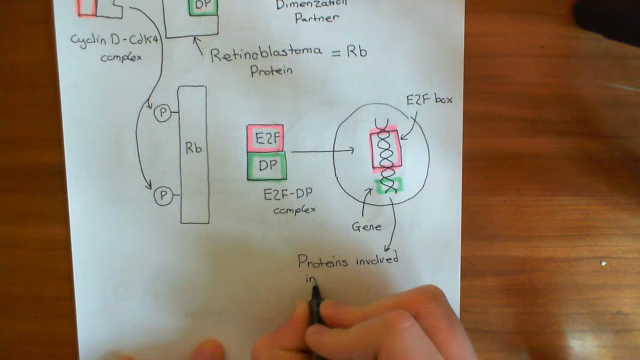 DP
Dimerization
Partner
Cyclin D-Cdk4
complex
Retinoblastoma = Rb
Protein
P
Rb
P
E2F
DP
E2F-DP
complex
E2F box
Gene
Proteins involved
in